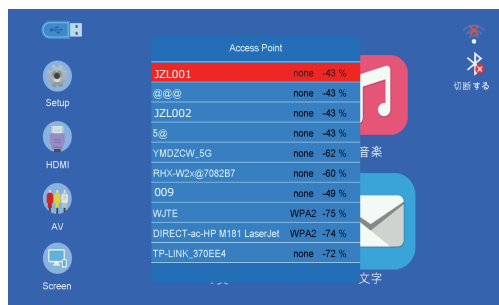 Access Point
JZL001 none -43 %
@@@ none -43 %
JZL002 none -43 %
5@ none -43 %
YMDZCW_5G none -62 %
RHX-W2x@7082B7 none -60 %
009 none -49 %
WJTE WPA2 -75 %
DIRECT-ac-HP M181 LaserJet WPA2 -74 %
TP-LINK_370EE4 none -72 %
Setup
HDMI
AV
Screen
切断する
音楽
文字